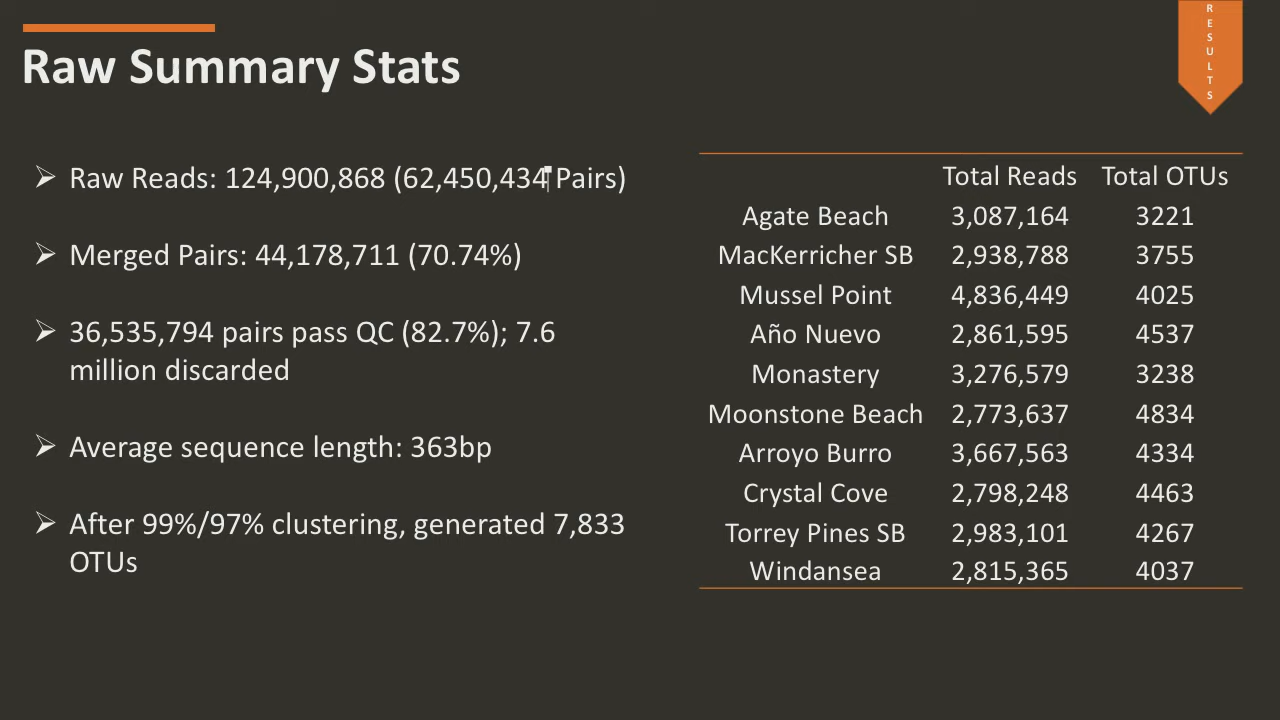 RESULTS
Raw Summary Stats
➢ Raw Reads: 124,900,868 (62,450,434 Pairs)
➢ Merged Pairs: 44,178,711 (70.74%)
➢ 36,535,794 pairs pass QC (82.7%); 7.6
million discarded
➢ Average sequence length: 363bp
➢ After 99%/97% clustering, generated 7,833
OTUs
Total Reads Total OTUs
Agate Beach 3,087,164 3221
MacKerricher SB 2,938,788 3755
Mussel Point 4,836,449 4025
Año Nuevo 2,861,595 4537
Monastery 3,276,579 3238
Moonstone Beach 2,773,637 4834
Arroyo Burro 3,667,563 4334
Crystal Cove 2,798,248 4463
Torrey Pines SB 2,983,101 4267
Windansea 2,815,365 4037